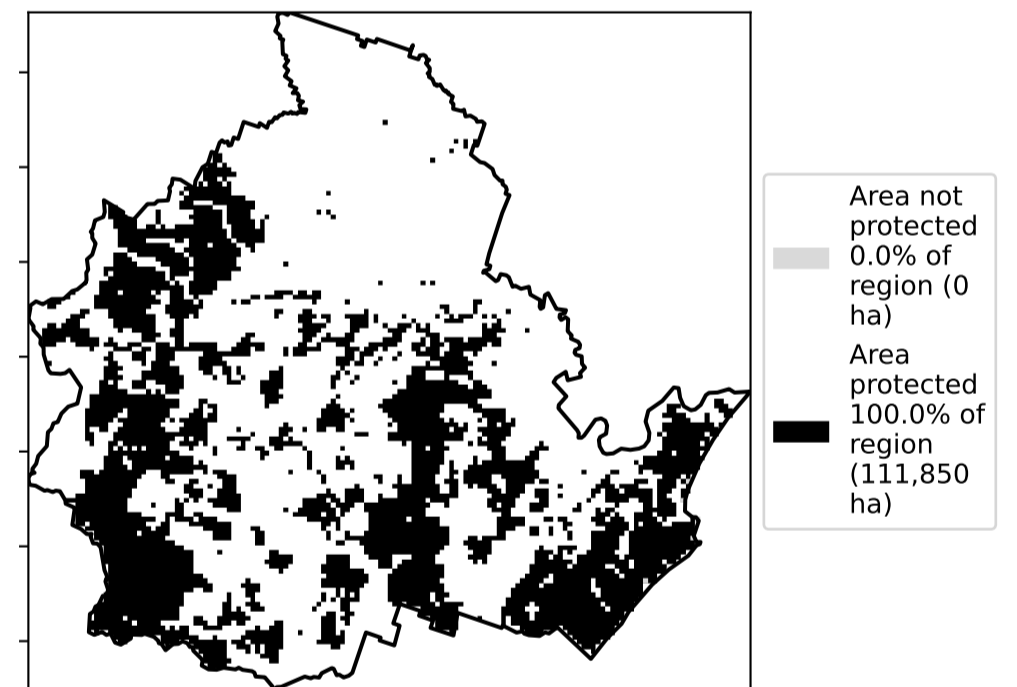 Area not
protected
0.0% of
region (0
ha)
Area
protected
100.0% of
region
(111,850
ha)